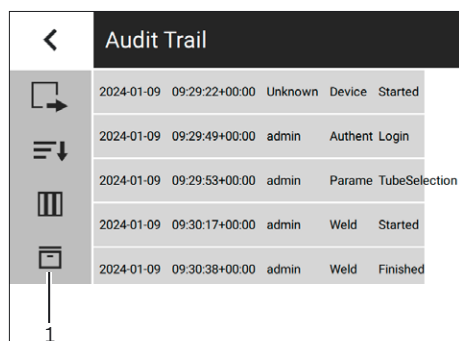 Audit Trail
2024-01-09 09:29:22+00:00 Unknown Device Started
2024-01-09 09:29:49+00:00 admin Authent Login
2024-01-09 09:29:53+00:00 admin Parame TubeSelection
2024-01-09 09:30:17+00:00 admin Weld Started
2024-01-09 09:30:38+00:00 admin Weld Finished
1